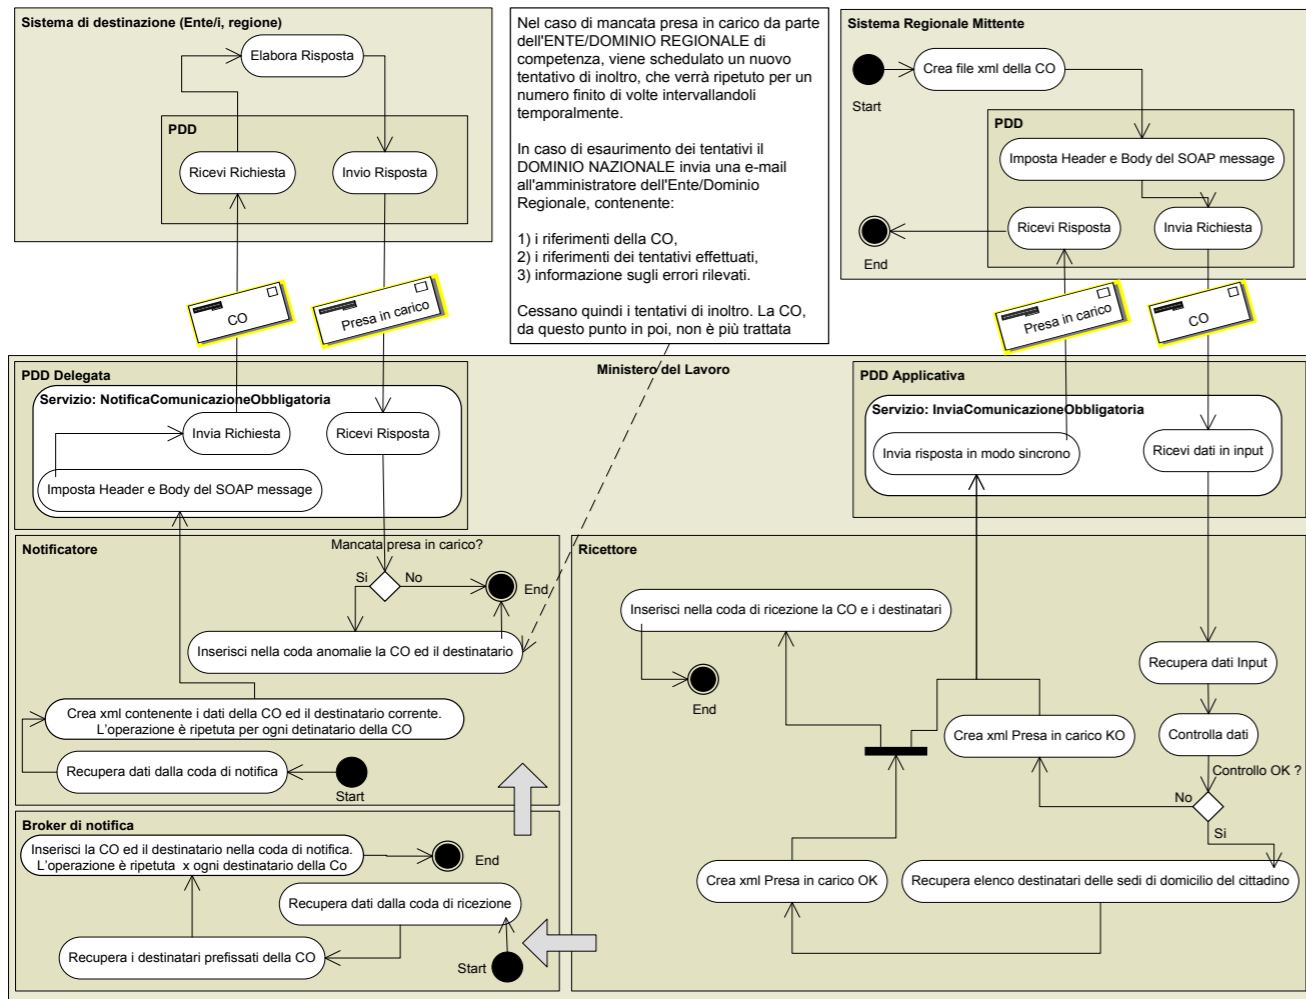 Sistema di destinazione (Ente/i, regione)
Elabora Risposta
PDD
Ricevi Richiesta
Invio Risposta
CO
Presa in carico
Nel caso di mancata presa in carico da parte
dell'ENTE/DOMINIO REGIONALE di
competenza, viene schedulato un nuovo
tentativo di inoltro, che verrà ripetuto per un
numero finito di volte intervallandoli
temporalmente.
In caso di esaurimento dei tentativi il
DOMINIO NAZIONALE invia una e-mail
all'amministratore dell'Ente/Dominio
Regionale, contenente:
1) i riferimenti della CO,
2) i riferimenti dei tentativi effettuati,
3) informazione sugli errori rilevati.
Cessano quindi i tentativi di inoltro. La CO,
da questo punto in poi, non è più trattata
Sistema Regionale Mittente
Start
Crea file xml della CO
PDD
Imposta Header e Body del SOAP message
Ricevi Risposta
Invia Richiesta
End
Presa in carico
CO
Ministero del Lavoro
PDD Delegata
Servizio: NotificaComunicazioneObbligatoria
Invia Richiesta
Ricevi Risposta
Imposta Header e Body del SOAP message
PDD Applicativa
Servizio: InviaComunicazioneObbligatoria
Invia risposta in modo sincrono
Ricevi dati in input
Notificatore
Mancata presa in carico?
Si
No
End
Inserisci nella coda anomalie la CO ed il destinatario
Crea xml contenente i dati della CO ed il destinatario corrente.
L'operazione è ripetuta per ogni detinatario della CO
Recupera dati dalla coda di notifica
Start
Ricettore
Inserisci nella coda di ricezione la CO e i destinatari
End
Recupera dati Input
Crea xml Presa in carico KO
Controlla dati
Controllo OK ?
No
Si
Crea xml Presa in carico OK
Recupera elenco destinatari delle sedi di domicilio del cittadino
Broker di notifica
Inserisci la CO ed il destinatario nella coda di notifica.
L'operazione è ripetuta x ogni destinatario della Co
End
Recupera dati dalla coda di ricezione
Recupera i destinatari prefissati della CO
Start